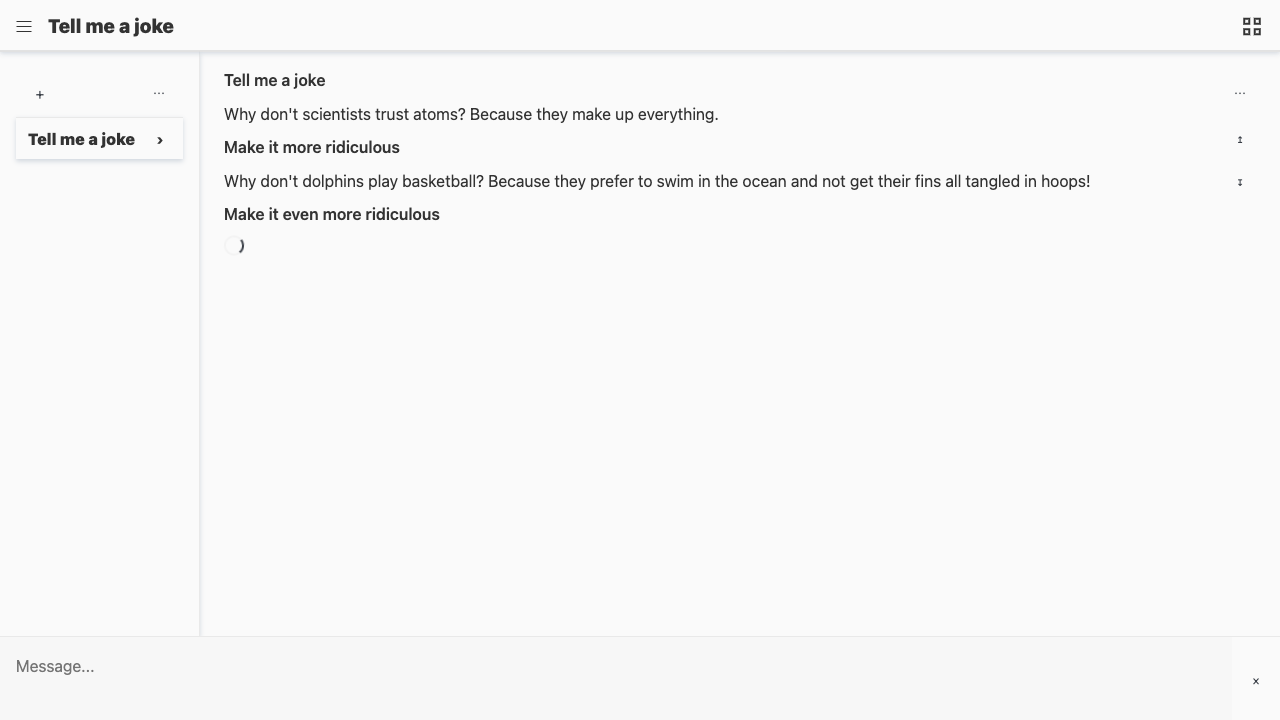 Tell me a joke
+ ...
Tell me a joke ›
Tell me a joke
...
Why don't scientists trust atoms? Because they make up everything.
Make it more ridiculous
↥
Why don't dolphins play basketball? Because they prefer to swim in the ocean and not get their fins all tangled in hoops!
↧
Make it even more ridiculous
Message...
x